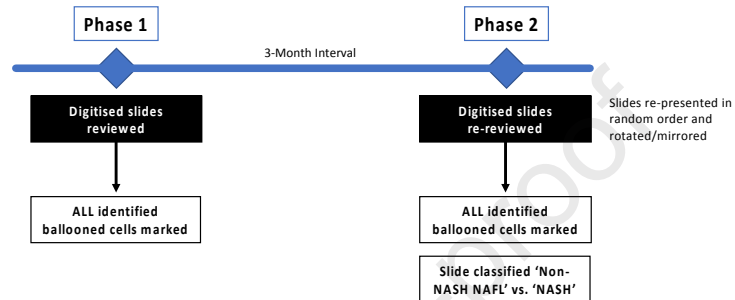 Phase 1
Phase 2
3-Month Interval
Digitised slides
reviewed
Digitised slides
re-reviewed
Slides re-presented in
random order and
rotated/mirrored
ALL identified
ballooned cells marked
ALL identified
ballooned cells marked
Slide classified ‘Non-
NASH NAFL’ vs. ‘NASH’
proof